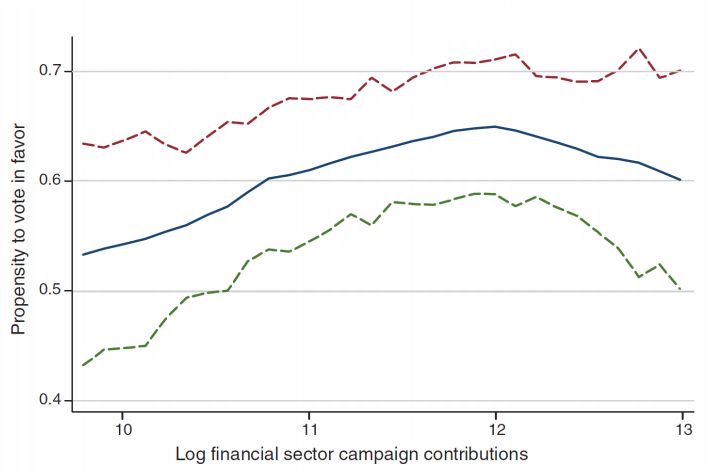 Propensity to vote in favor
0.7
0.6
0.5
0.4
10 11 12 13
Log financial sector campaign contributions